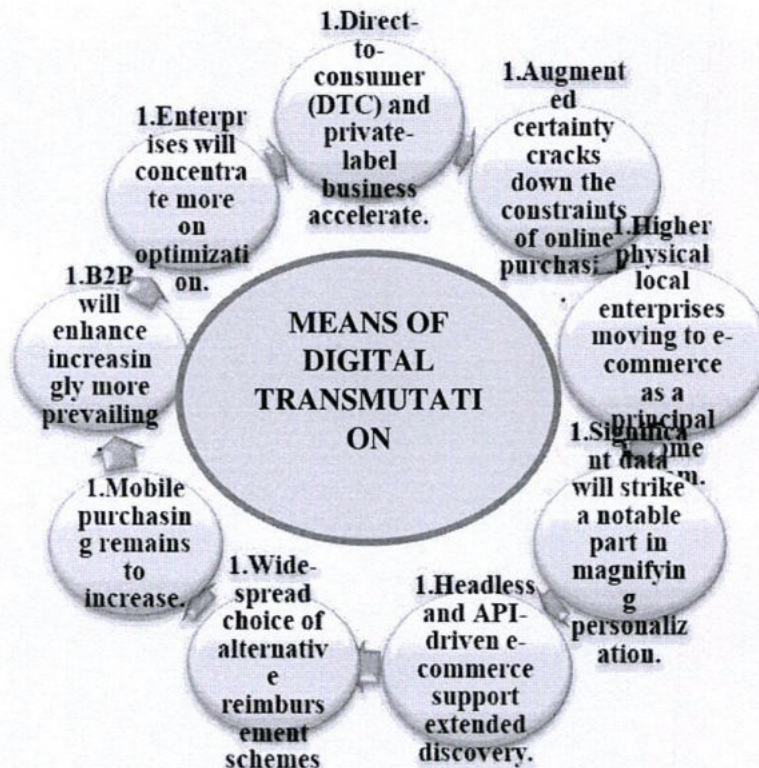 1.Direct-
to-
consumer
(DTC) and
private-
label
business
accelerate.
1.Augment
ed
certainty
cracks
down the
constraints
of online
purchasi...
1.Higher
physical
local
enterprises
moving to e-
commerce
as a
principal
1.Significa
nt data
will strike
a notable
part in
magnifyin
g
personaliz
ation.
1.Headless
and API-
driven e-
commerce
support
extended
discovery.
1.Wide-
spread
choice of
alternativ
e
reimburs
ement
schemes
1.Mobile
purchasin
g remains
to
increase.
1.B2B
will
enhance
increasin
gly more
prevailing
1.Enterpr
ises will
concentra
te more
on
optimizati
on.
MEANS OF
DIGITAL
TRANSMUTATI
ON